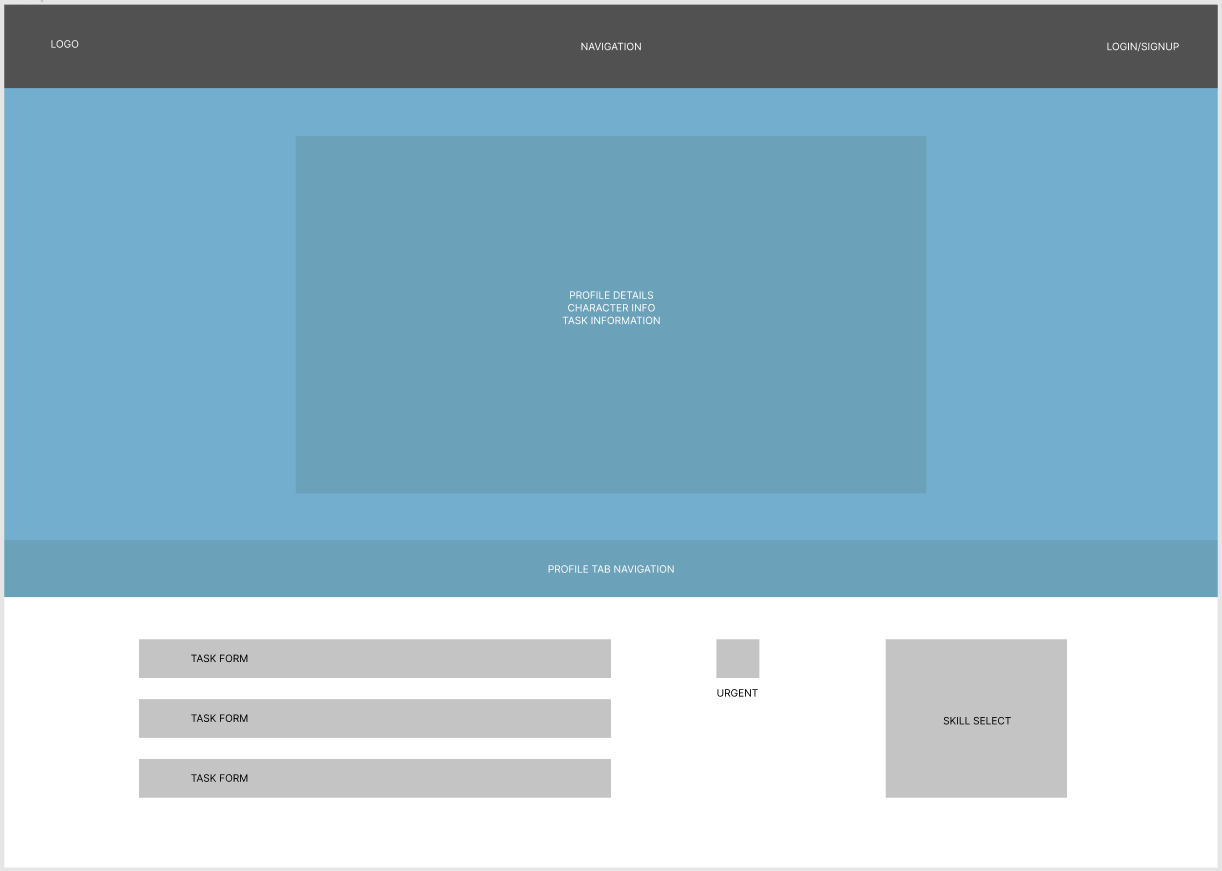 LOGO
NAVIGATION
LOGIN/SIGNUP
PROFILE DETAILS
CHARACTER INFO
TASK INFORMATION
PROFILE TAB NAVIGATION
TASK FORM
URGENT
TASK FORM
SKILL SELECT
TASK FORM